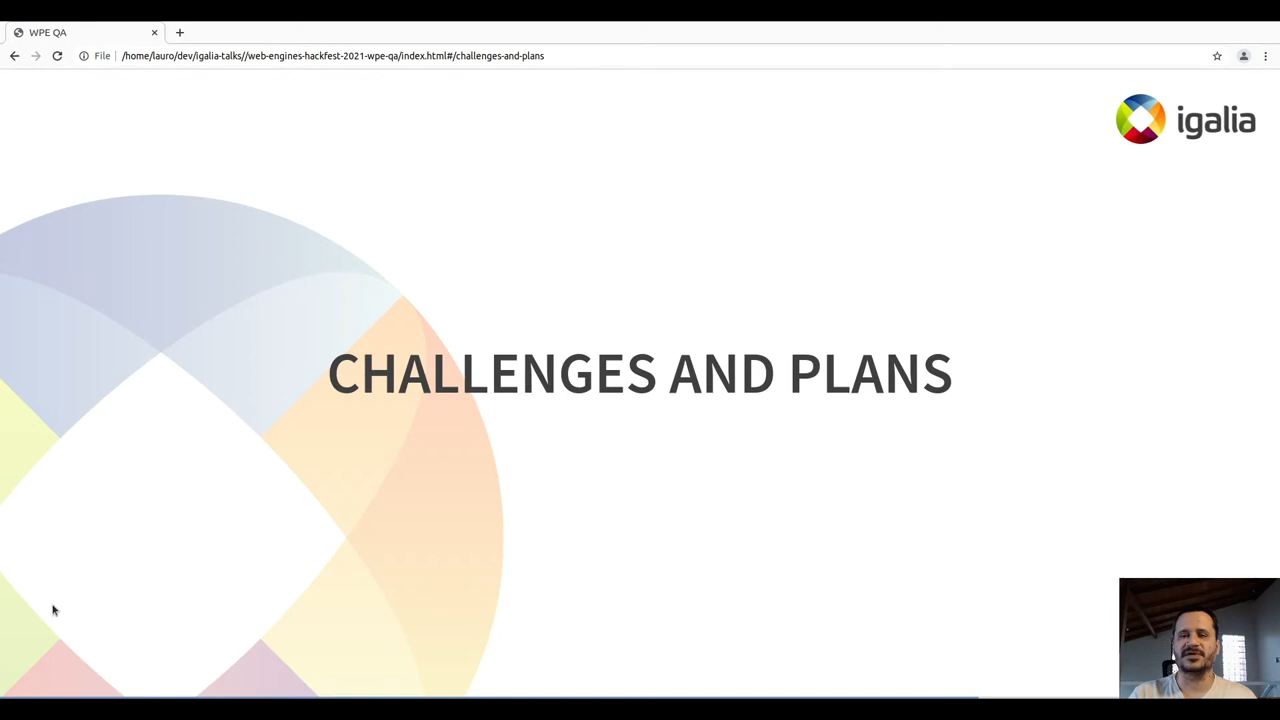 WPE QA
File
/home/lauro/dev/igalia-talks//web-engines-hackfest-2021-wpe-qa/index.html#/challenges-and-plans
igalia
CHALLENGES AND PLANS